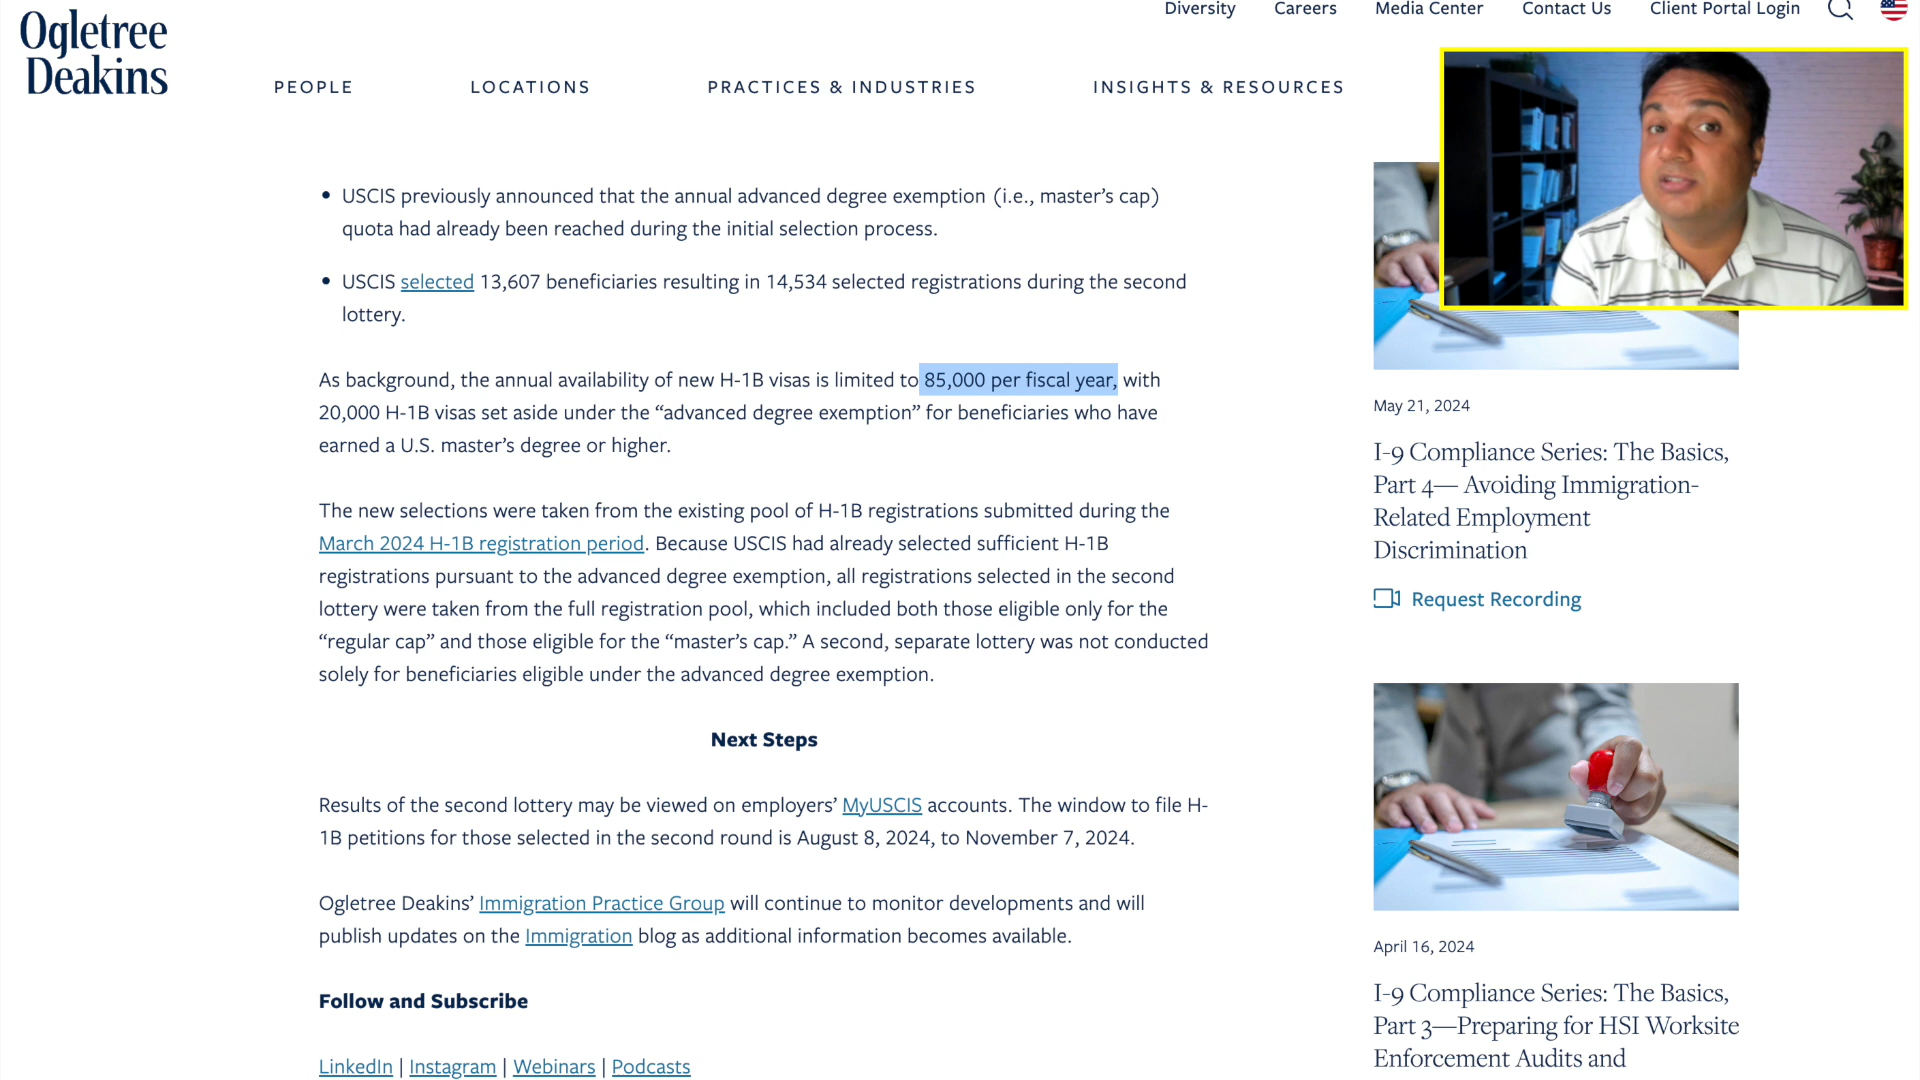 Ogletree
Deakins
Diversity
Careers
Media Center
Contact Us
Client Portal Login
PEOPLE
LOCATIONS
PRACTICES & INDUSTRIES
INSIGHTS & RESOURCES
• USCIS previously announced that the annual advanced degree exemption (i.e., master’s cap)
quota had already been reached during the initial selection process.
• USCIS selected 13,607 beneficiaries resulting in 14,534 selected registrations during the second
lottery.
As background, the annual availability of new H-1B visas is limited to 85,000 per fiscal year, with
20,000 H-1B visas set aside under the “advanced degree exemption” for beneficiaries who have
earned a U.S. master’s degree or higher.
The new selections were taken from the existing pool of H-1B registrations submitted during the
March 2024 H-1B registration period. Because USCIS had already selected sufficient H-1B
registrations pursuant to the advanced degree exemption, all registrations selected in the second
lottery were taken from the full registration pool, which included both those eligible only for the
“regular cap” and those eligible for the “master’s cap.” A second, separate lottery was not conducted
solely for beneficiaries eligible under the advanced degree exemption.
Next Steps
Results of the second lottery may be viewed on employers’ MyUSCIS accounts. The window to file H-
1B petitions for those selected in the second round is August 8, 2024, to November 7, 2024.
Ogletree Deakins’ Immigration Practice Group will continue to monitor developments and will
publish updates on the Immigration blog as additional information becomes available.
Follow and Subscribe
LinkedIn | Instagram | Webinars | Podcasts
May 21, 2024
I-9 Compliance Series: The Basics,
Part 4— Avoiding Immigration-
Related Employment
Discrimination
Request Recording
April 16, 2024
I-9 Compliance Series: The Basics,
Part 3—Preparing for HSI Worksite
Enforcement Audits and